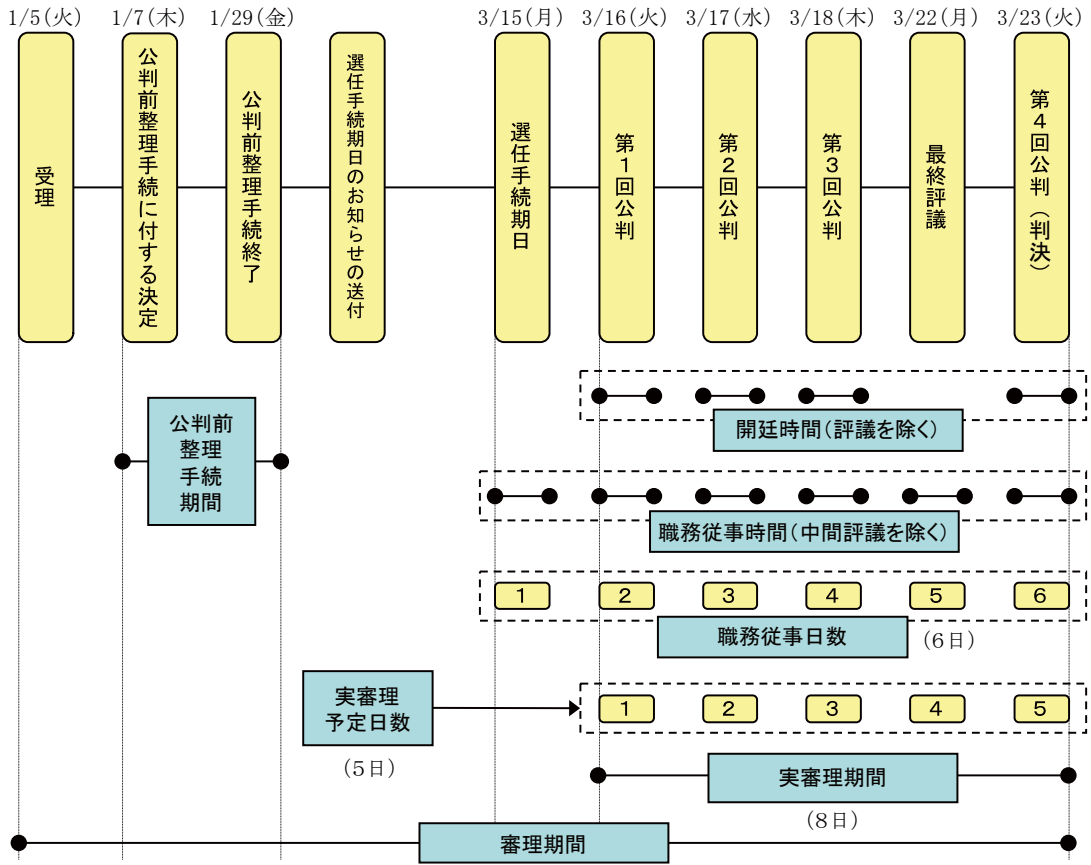 1/5(火)
1/7(木)
1/29(金)
3/15(月)
3/16(火)
3/17(水)
3/18(木)
3/22(月)
3/23(火)
受理
公判前整理手続に付する決定
公判前整理手続終了
選任手続期日のお知らせの送付
選任手続期日
第1回公判
第2回公判
第3回公判
最終評議
第4回公判(判決)
開廷時間(評議を除く)
公判前
整理
手続
期間
職務従事時間(中間評議を除く)
1
2
3
4
5
6
職務従事日数
(6日)
実審理
予定日数
(5日)
1
2
3
4
5
実審理期間
(8日)
審理期間